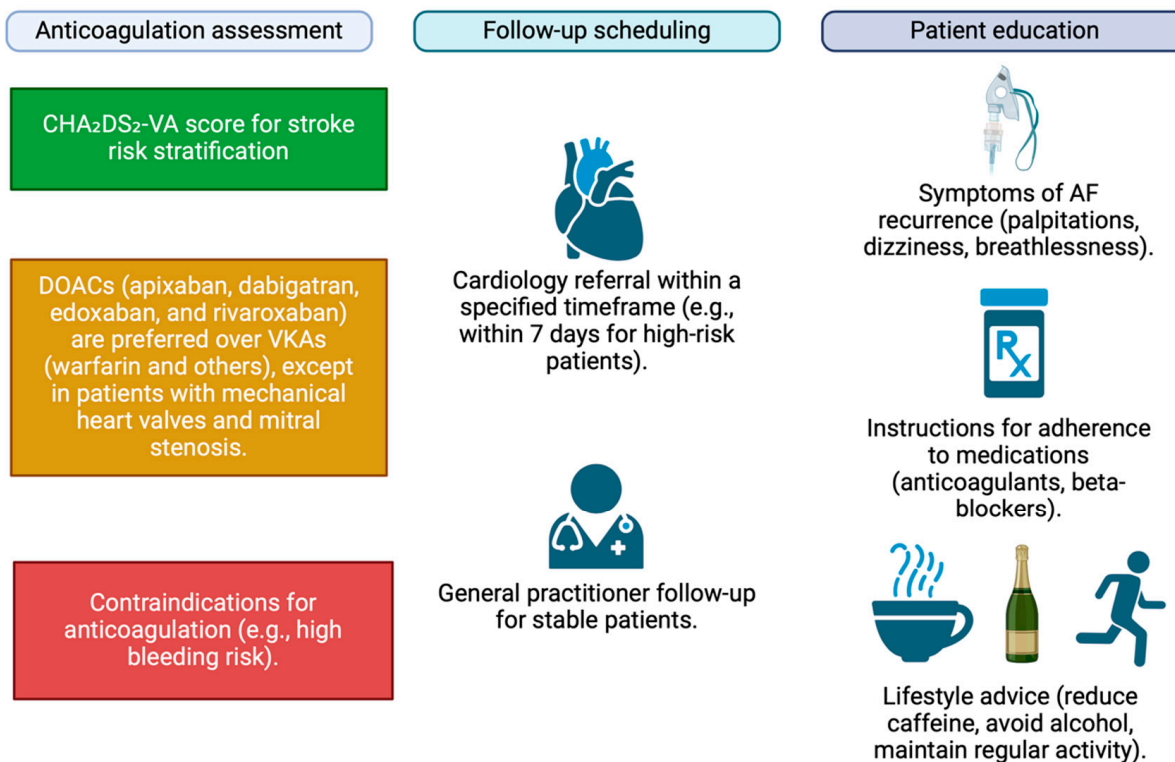 Anticoagulation assessment
CHA₂DS₂-VA score for stroke
risk stratification
DOACs (apixaban, dabigatran,
edoxaban, and rivaroxaban)
are preferred over VKAs
(warfarin and others), except
in patients with mechanical
heart valves and mitral
stenosis.
Contraindications for
anticoagulation (e.g., high
bleeding risk).
Follow-up scheduling
Cardiology referral within a
specified timeframe (e.g.,
within 7 days for high-risk
patients).
General practitioner follow-up
for stable patients.
Patient education
Symptoms of AF
recurrence (palpitations,
dizziness, breathlessness).
Rx
Instructions for adherence
to medications
(anticoagulants, beta-
blockers).
Lifestyle advice (reduce
caffeine, avoid alcohol,
maintain regular activity).